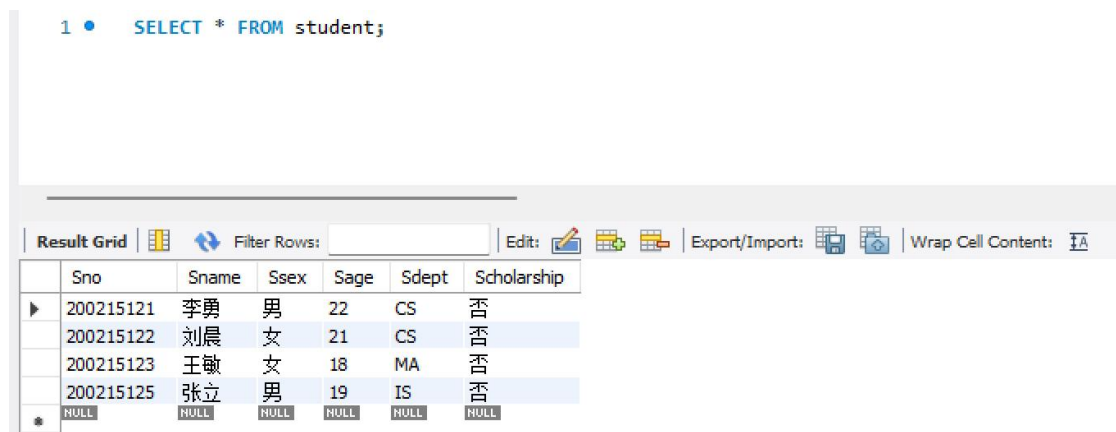 1 SELECT * FROM student;
Result Grid Filter Rows: Edit: Export/Import: Wrap Cell Content: IA
Sno Sname Ssex Sage Sdept Scholarship
200215121 李勇 男 22 CS 否
200215122 刘晨 女 21 CS 否
200215123 王敏 女 18 MA 否
200215125 张立 男 19 IS 否
NULL NULL NULL NULL NULL NULL